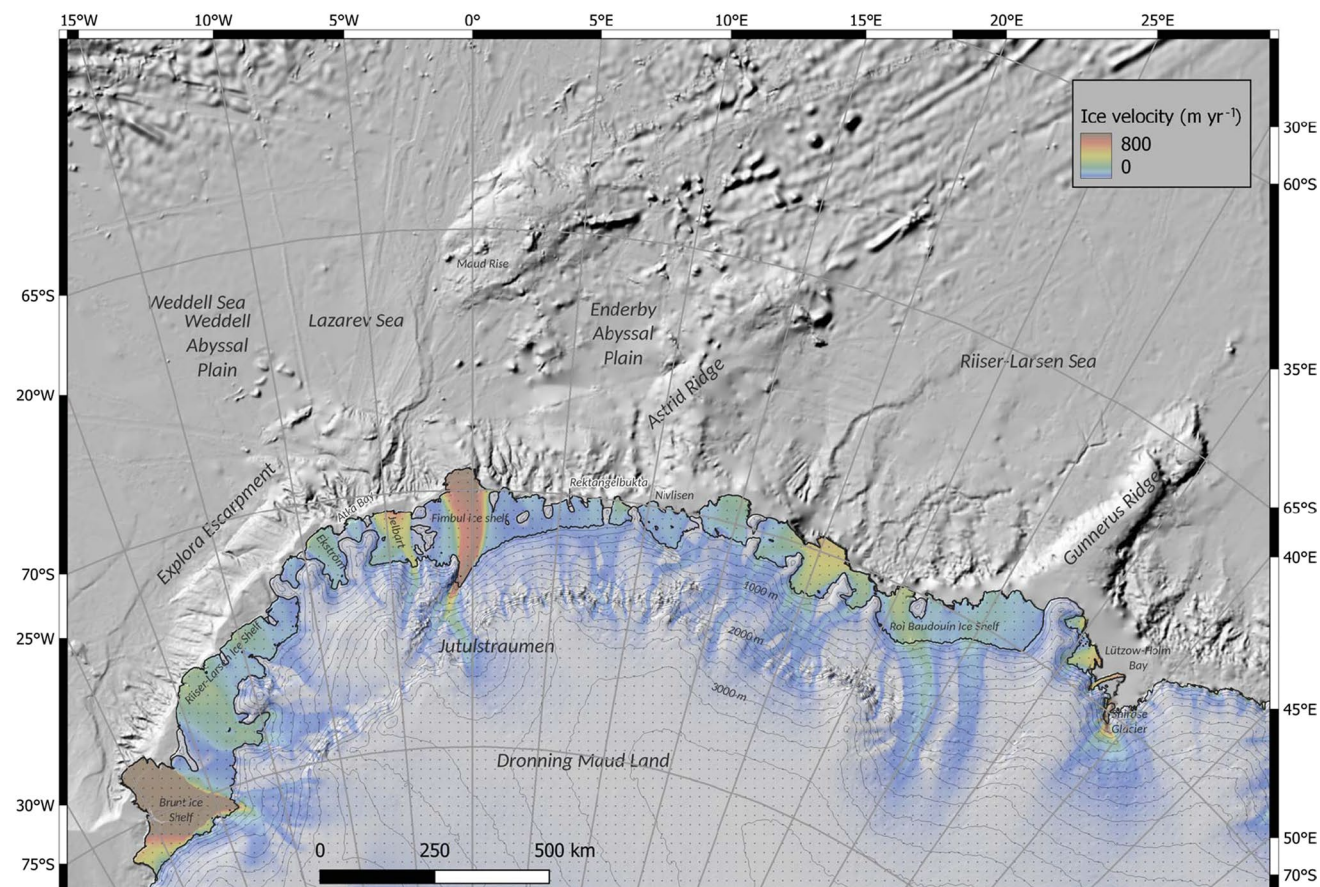 15°W 10°W 5°W 0° 5°E 10°E 15°E 20°E 25°E
Ice velocity (m yr⁻¹)
800
0
30°E
60°S
Maud Rise
65°S
Weddell Sea
Weddell
Abyssal
Plain
Lazarev Sea
Enderby
Abyssal
Plain
Riiser-Larsen Sea
35°E
20°W
Astrid Ridge
Explora Escarpment
Atka Bay
Rektangelbukta
Nivlisen
Gunnerus Ridge
65°S
Ekström
Jelbart
Fimbul ice shelf
40°E
70°S
1000 m
2000 m
3000 m
Roi Baudouin Ice Shelf
25°W
Jutulstraumen
Lützow-Holm
Bay
Riiser-Larsen Ice Shelf
45°E
Shirase
Glacier
Dronning Maud Land
30°W
Brunt Ice
Shelf
50°E
0 250 500 km
75°S
70°S